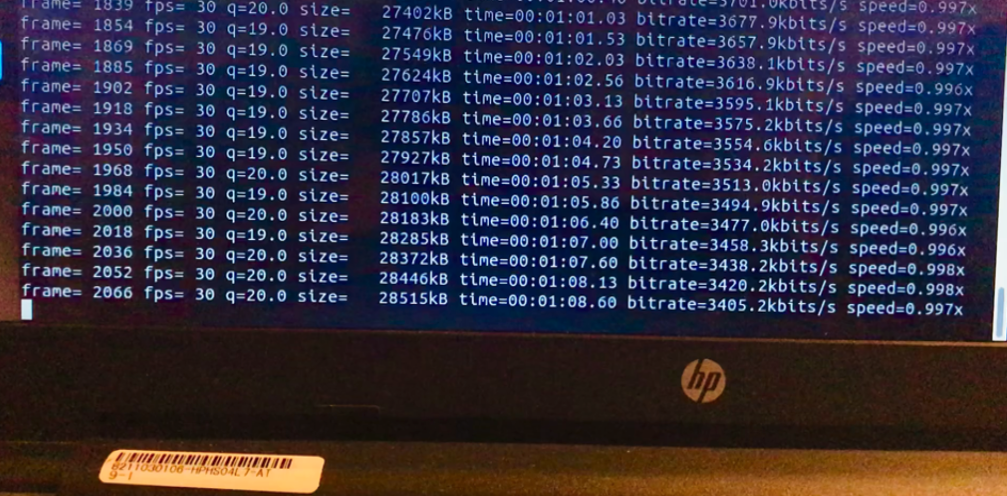 speed=0.997x
frame= 1839 fps= 30 q=20.0 size= 27402kB time=00:01:01.03 bitrate=3677.9kbits/s speed=0.997x
frame= 1854 fps= 30 q=19.0 size= 27476kB time=00:01:01.53 bitrate=3657.9kbits/s speed=0.997x
frame= 1869 fps= 30 q=19.0 size= 27549kB time=00:01:02.03 bitrate=3638.1kbits/s speed=0.997x
frame= 1885 fps= 30 q=19.0 size= 27624kB time=00:01:02.56 bitrate=3616.9kbits/s speed=0.996x
frame= 1902 fps= 30 q=19.0 size= 27707kB time=00:01:03.13 bitrate=3595.1kbits/s speed=0.997x
frame= 1918 fps= 30 q=19.0 size= 27786kB time=00:01:03.66 bitrate=3575.2kbits/s speed=0.997x
frame= 1934 fps= 30 q=19.0 size= 27857kB time=00:01:04.20 bitrate=3554.6kbits/s speed=0.997x
frame= 1950 fps= 30 q=19.0 size= 27927kB time=00:01:04.73 bitrate=3534.2kbits/s speed=0.997x
frame= 1968 fps= 30 q=20.0 size= 28017kB time=00:01:05.33 bitrate=3513.0kbits/s speed=0.997x
frame= 1984 fps= 30 q=19.0 size= 28100kB time=00:01:05.86 bitrate=3494.9kbits/s speed=0.997x
frame= 2000 fps= 30 q=20.0 size= 28183kB time=00:01:06.40 bitrate=3477.0kbits/s speed=0.996x
frame= 2018 fps= 30 q=19.0 size= 28285kB time=00:01:07.00 bitrate=3458.3kbits/s speed=0.996x
frame= 2036 fps= 30 q=20.0 size= 28372kB time=00:01:07.60 bitrate=3438.2kbits/s speed=0.998x
frame= 2052 fps= 30 q=20.0 size= 28446kB time=00:01:08.13 bitrate=3420.2kbits/s speed=0.998x
frame= 2066 fps= 30 q=20.0 size= 28515kB time=00:01:08.60 bitrate=3405.2kbits/s speed=0.997x
hp
9-1